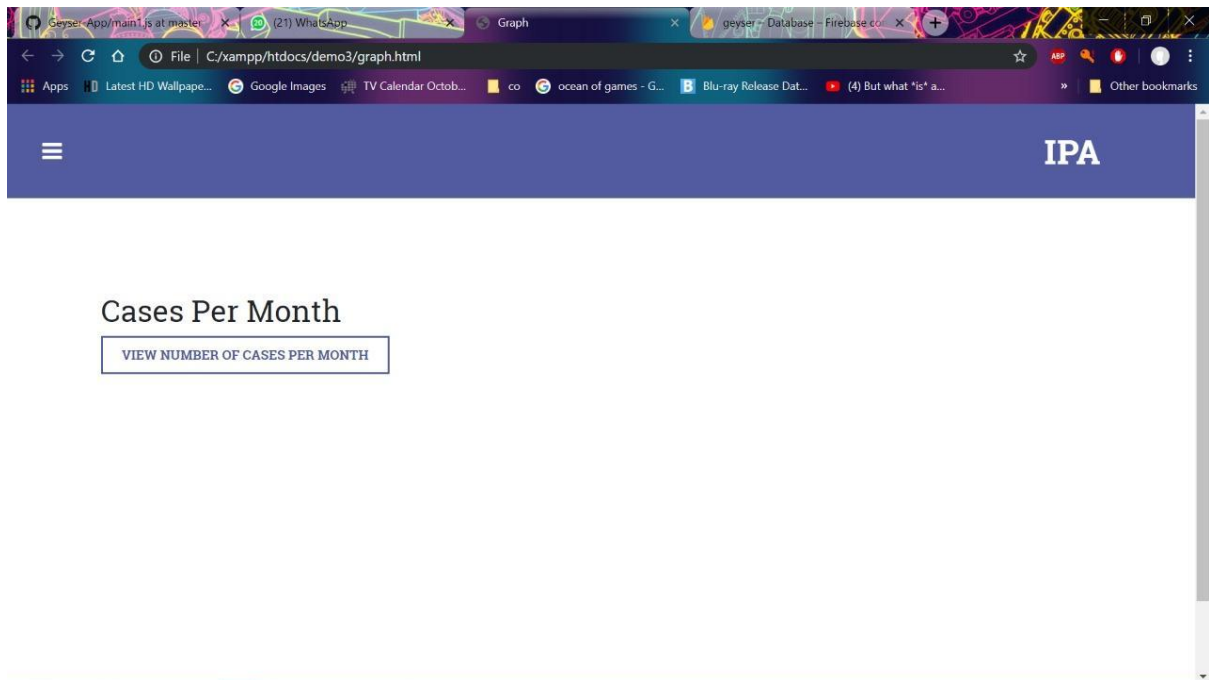 Geyser-App/main1.js at master
(21) WhatsApp
Graph
geyser – Database – Firebase co
File | C:/xampp/htdocs/demo3/graph.html
ABP
Apps
HD Latest HD Wallpape...
Google Images
TV Calendar Octob...
co
ocean of games - G...
B Blu-ray Release Dat...
(4) But what *is* a...
»
Other bookmarks
IPA
Cases Per Month
VIEW NUMBER OF CASES PER MONTH